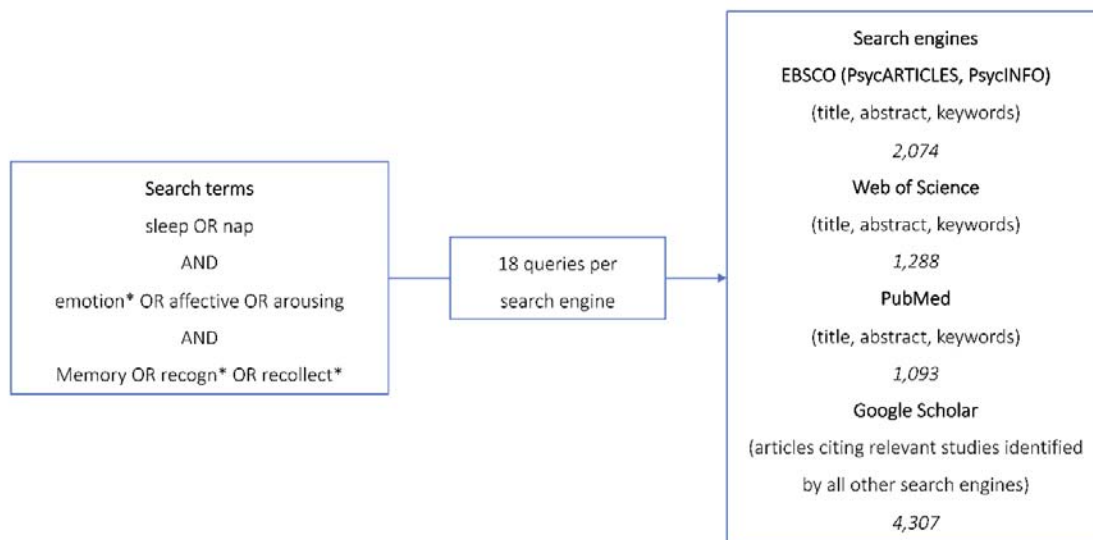 Search terms
sleep OR nap
AND
emotion* OR affective OR arousing
AND
Memory OR recogn* OR recollect*
18 queries per
search engine
Search engines
EBSCO (PsycARTICLES, PsycINFO)
(title, abstract, keywords)
2,074
Web of Science
(title, abstract, keywords)
1,288
PubMed
(title, abstract, keywords)
1,093
Google Scholar
(articles citing relevant studies identified
by all other search engines)
4,307